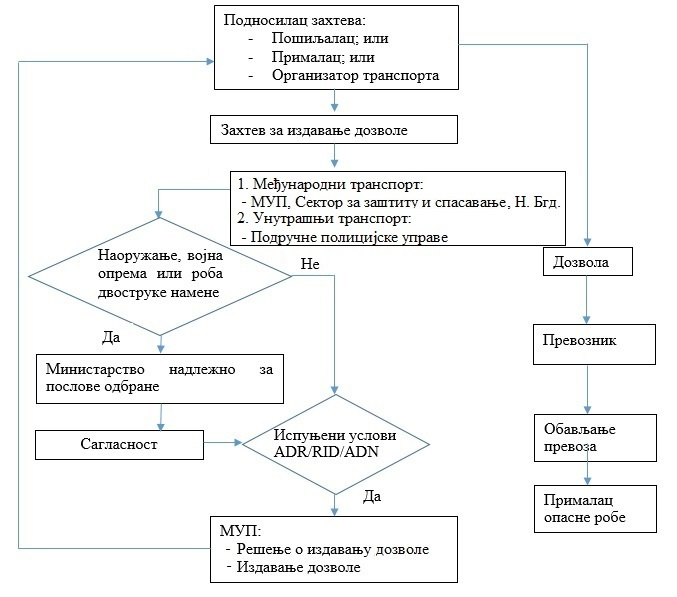 Подносилац захтева:
- Пошиљалац; или
- Прималац; или
- Организатор транспорта
Захтев за издавање дозволе
1. Међународни транспорт:
- МУП, Сектор за заштиту и спасавање, Н. Бгд.
2. Унутрашњи транспорт:
- Подручне полицијске управе
Наоружање, војна
опрема или роба
двоструке намене
Не
Да
Министарство надлежно за
послове одбране
Сагласност
Испуњени услови
ADR/RID/ADN
Да
МУП:
- Решење о издавању дозволе
- Издавање дозволе
Дозвола
Превозник
Обављање
превоза
Прималац
опасне робе